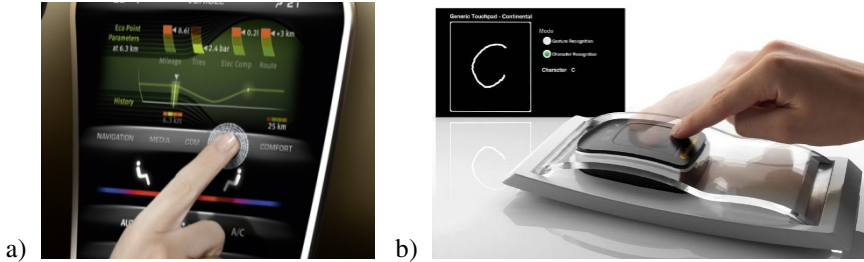 Eco Point
Parameters
at 6.3 km
8.6l
2.4 bar
0.2l
+3 km
Mileage
Tires
Elec Comp
Route
History
6.3 km
25 km
NAVIGATION
MEDIA
COM
COMFORT
A/C
a)
Generic Touchpad - Continental
Mode
Gesture Recognition
Character Recognition
Character C
C
b)